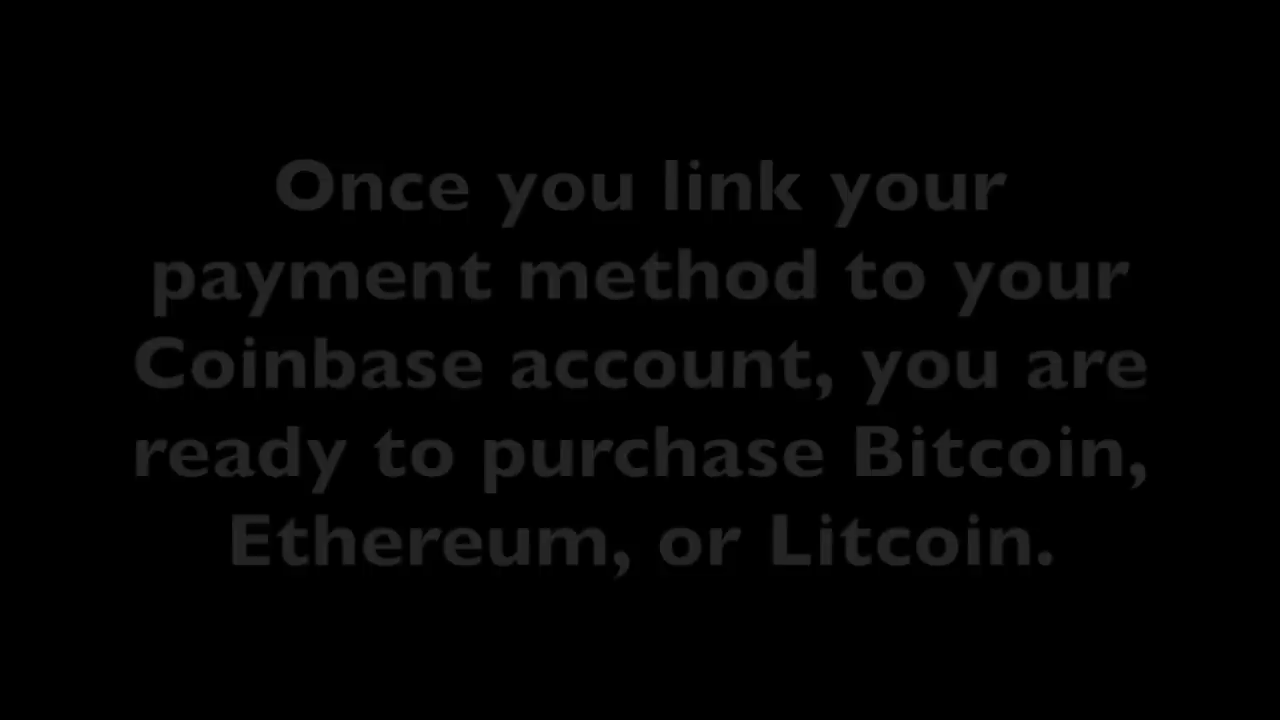 Once you link your
payment method to your
Coinbase account, you are
ready to purchase Bitcoin,
Ethereum, or Litcoin.